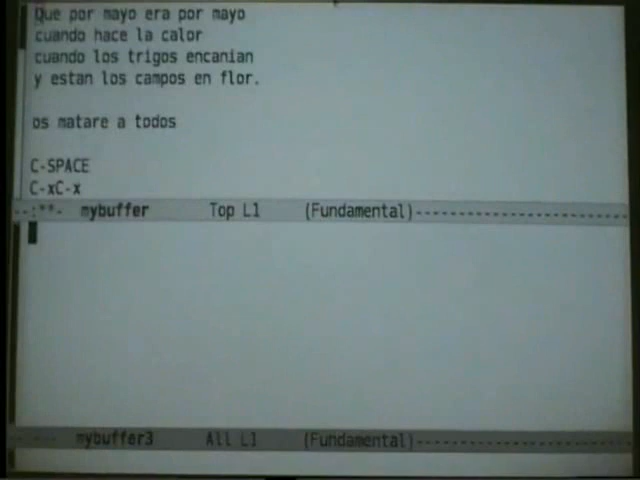 Que por mayo era por mayo
cuando hace la calor
cuando los trigos encanian
y estan los campos en flor.
os matare a todos
C-SPACE
C-xC-x
--:**- mybuffer Top L1 (Fundamental)-----------------------
mybuffer3 All L1 (Fundamental)-----------------------